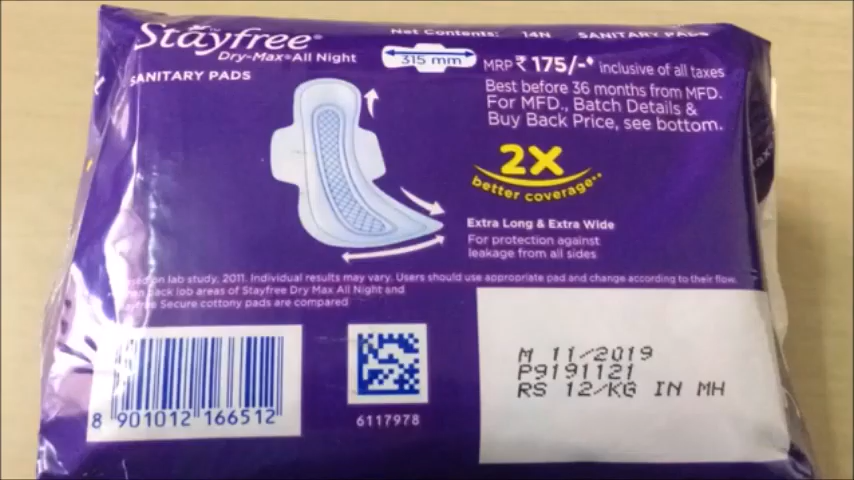 Stayfree®
Dry-Max® All Night
SANITARY PADS
Net Contents: 14N SANITARY PADS
315 mm
MRP ₹ 175/-♦ inclusive of all taxes
Best before 36 months from MFD.
For MFD., Batch Details &
Buy Back Price, see bottom.
2X
better coverage**
Extra Long & Extra Wide
For protection against
leakage from all sides
on lab study, 2011. Individual results may vary. Users should use appropriate pad and change according to their flow.
back lob areas of Stayfree Dry Max All Night and
Secure cottony pads are compared
8 901012 166512
6117978
M 11/2019
P9191121
RS 12/KG IN MH